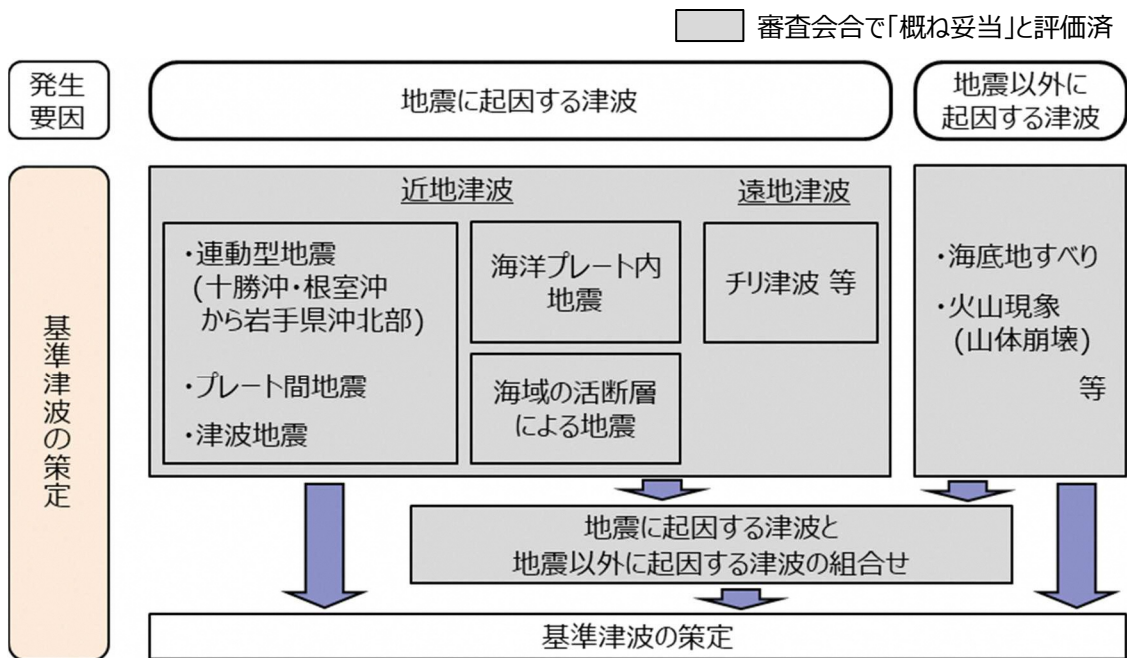 審査会合で「概ね妥当」と評価済
発生
要因
地震に起因する津波
地震以外に
起因する津波
基準津波の策定
近地津波
遠地津波
・連動型地震
(十勝沖・根室沖
から岩手県沖北部)
・プレート間地震
・津波地震
海洋プレート内
地震
海域の活断層
による地震
チリ津波 等
・海底地すべり
・火山現象
(山体崩壊)
等
地震に起因する津波と
地震以外に起因する津波の組合せ
基準津波の策定